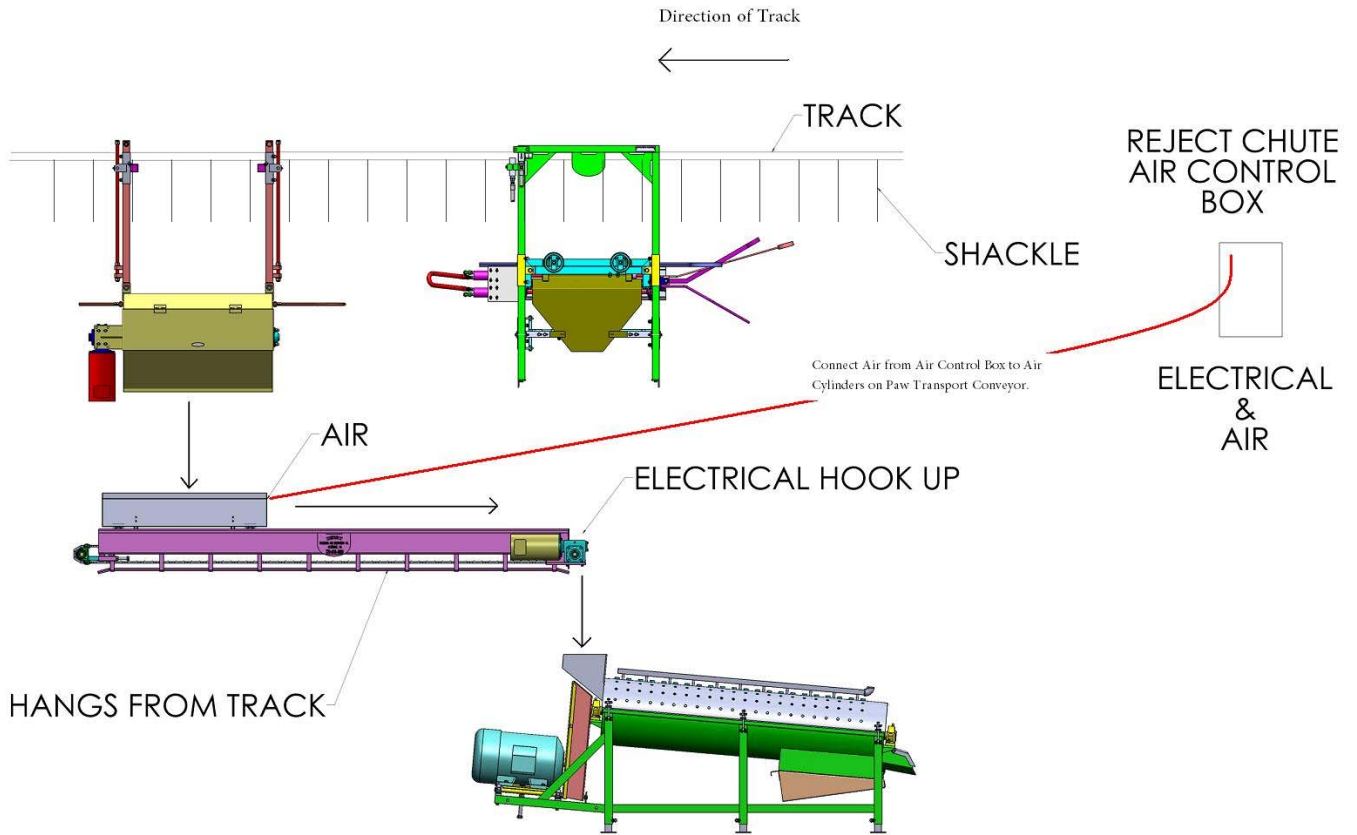 Direction of Track
TRACK
REJECT CHUTE
AIR CONTROL
BOX
SHACKLE
Connect Air from Air Control Box to Air
Cylinders on Paw Transport Conveyor.
ELECTRICAL
&
AIR
AIR
ELECTRICAL HOOK UP
HANGS FROM TRACK